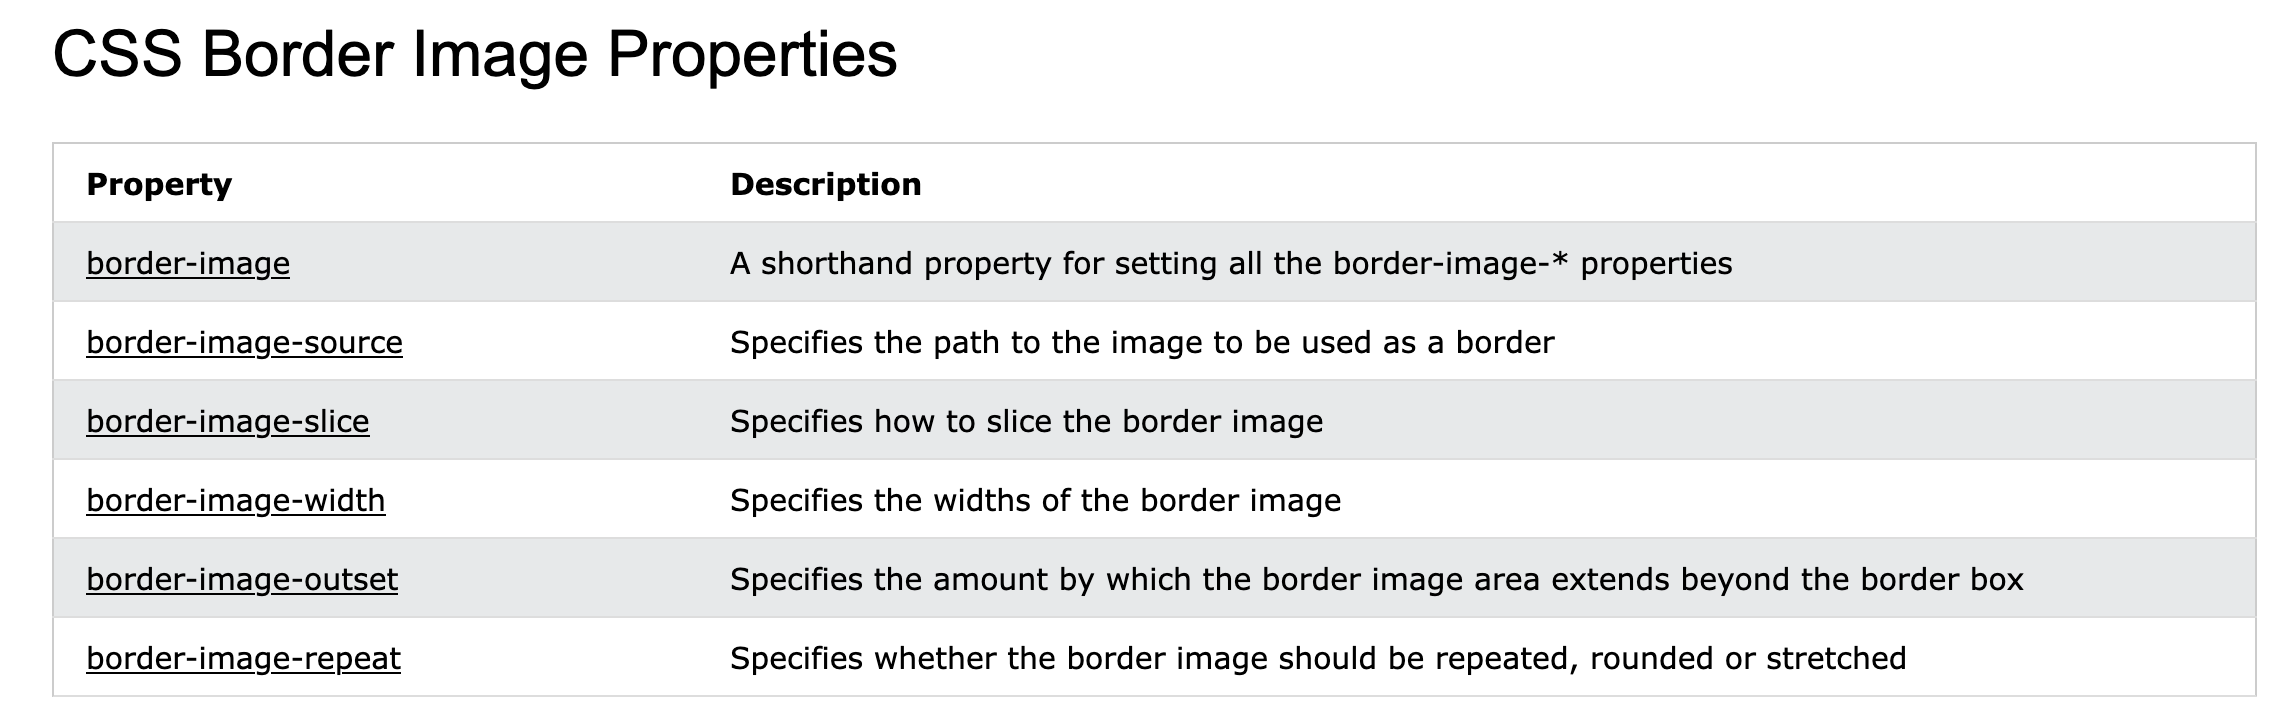 CSS Border Image Properties
Property Description
border-image A shorthand property for setting all the border-image-* properties
border-image-source Specifies the path to the image to be used as a border
border-image-slice Specifies how to slice the border image
border-image-width Specifies the widths of the border image
border-image-outset Specifies the amount by which the border image area extends beyond the border box
border-image-repeat Specifies whether the border image should be repeated, rounded or stretched